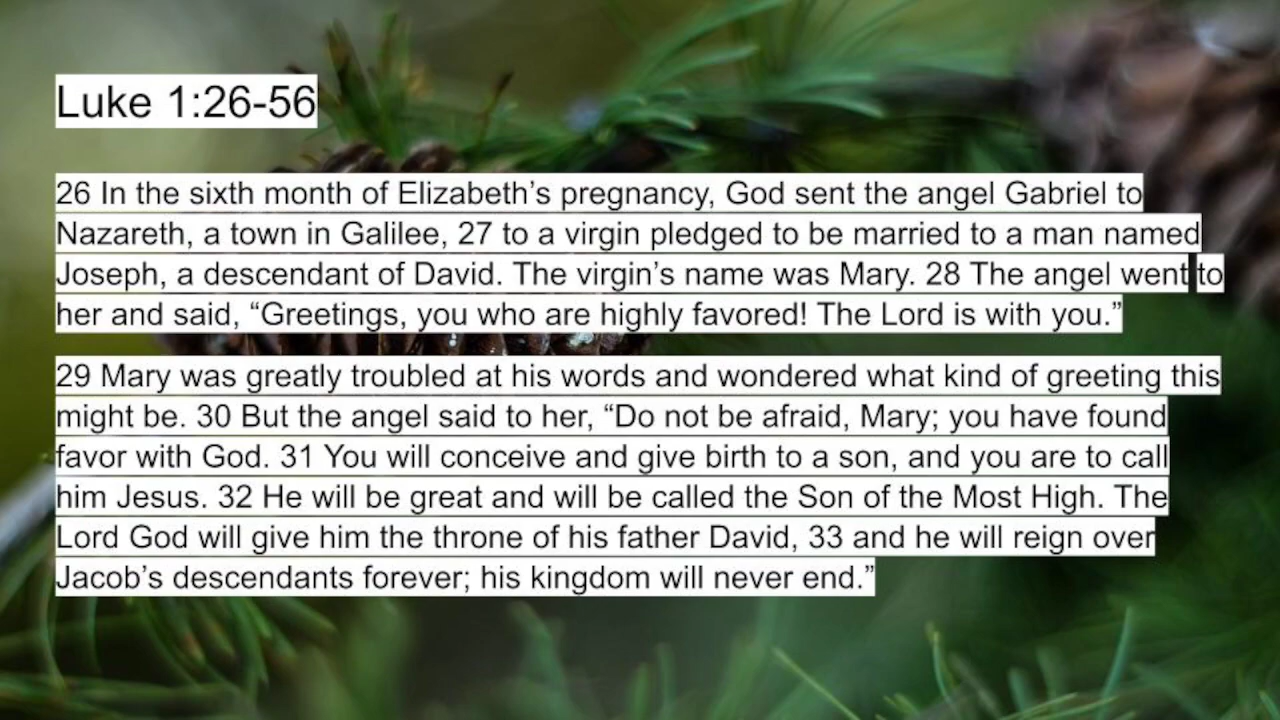 Luke 1:26-56
26 In the sixth month of Elizabeth’s pregnancy, God sent the angel Gabriel to
Nazareth, a town in Galilee, 27 to a virgin pledged to be married to a man named
Joseph, a descendant of David. The virgin’s name was Mary. 28 The angel went to
her and said, “Greetings, you who are highly favored! The Lord is with you.”
29 Mary was greatly troubled at his words and wondered what kind of greeting this
might be. 30 But the angel said to her, “Do not be afraid, Mary; you have found
favor with God. 31 You will conceive and give birth to a son, and you are to call
him Jesus. 32 He will be great and will be called the Son of the Most High. The
Lord God will give him the throne of his father David, 33 and he will reign over
Jacob’s descendants forever; his kingdom will never end.”